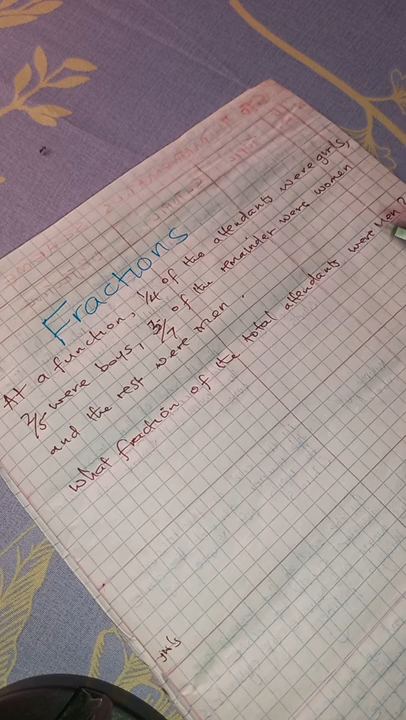 Fractions
At a function, 1/4 of the attendants were girls,
2/5 were boys, 3/7 of the remainder were women
and the rest were men.
What fraction of the total attendants were Men?